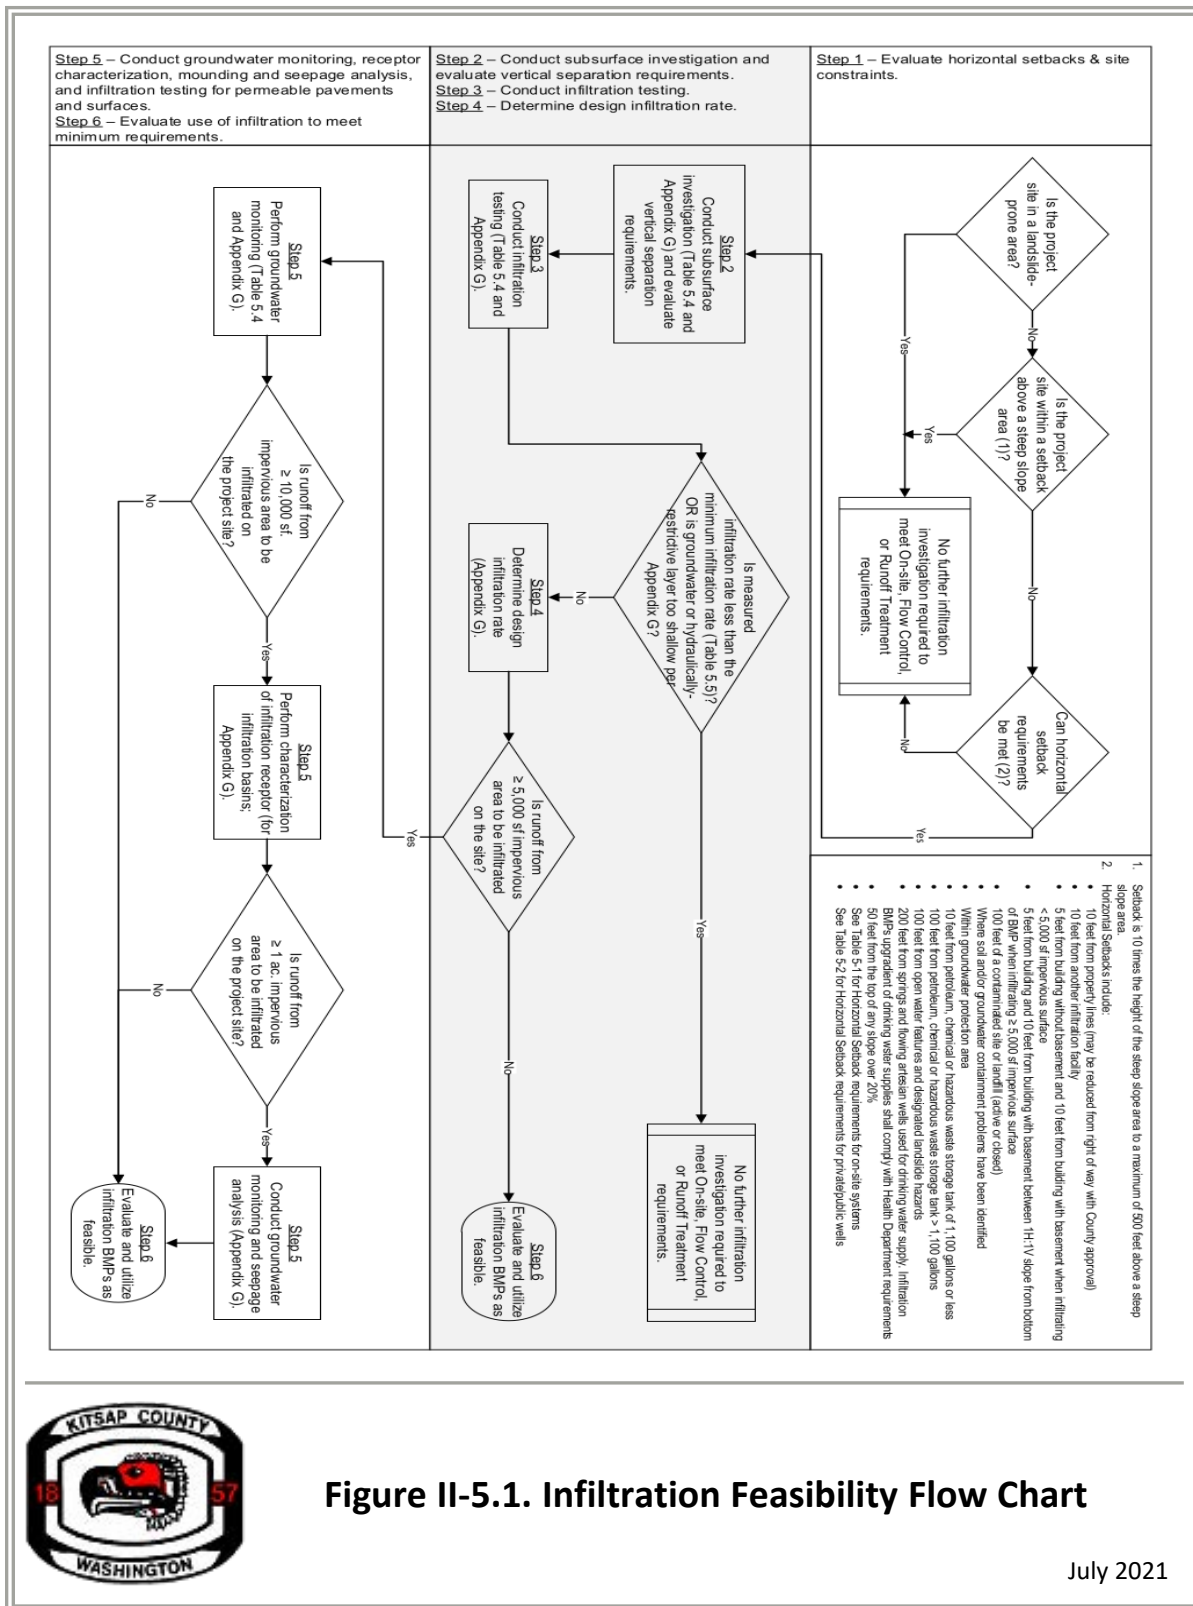 Step 5 – Conduct groundwater monitoring, receptor
characterization, mounding and seepage analysis,
and infiltration testing for permeable pavements
and surfaces.
Step 6 – Evaluate use of infiltration to meet
minimum requirements.
Step 2 – Conduct subsurface investigation and
evaluate vertical separation requirements.
Step 3 – Conduct infiltration testing.
Step 4 – Determine design infiltration rate.
Step 1 – Evaluate horizontal setbacks & site
constraints.
Is the project
site in a landslide-
prone area?
No
Yes
Is the project
site within a setback
above a steep slope
area (1)?
Yes
No
Can horizontal
setback
requirements
be met (2)?
No
Yes
No further infiltration
investigation required to
meet On-site, Flow Control,
or Runoff Treatment
requirements.
1. Setback is 10 times the height of the steep slope area to a maximum of 500 feet above a steep
slope area.
2. Horizontal Setbacks include:
• 10 feet from property lines (may be reduced from right of way with County approval)
• 10 feet from another infiltration facility
• 5 feet from building without basement and 10 feet from building with basement when infiltrating
< 5,000 sf impervious surface
• 5 feet from building and 10 feet from building with basement between 1H:1V slope from bottom
of BMP when infiltrating ≥ 5,000 sf impervious surface
• 100 feet of a contaminated site or landfill (active or closed)
• Where soil and/or groundwater containment problems have been identified
• Within groundwater protection area
• 10 feet from petroleum, chemical or hazardous waste storage tank of 1,100 gallons or less
• 100 feet from petroleum, chemical or hazardous waste storage tank > 1,100 gallons
• 100 feet from open water features and designated landslide hazards
• 200 feet from springs and flowing artesian wells used for drinking water supply. Infiltration
BMPs upgradient of drinking water supplies shall comply with Health Department requirements
• 50 feet from the top of any slope over 20%
• See Table 5-1 for Horizontal Setback requirements for on-site systems
• See Table 5-2 for Horizontal Setback requirements for private/public wells
Step 2
Conduct subsurface
investigation (Table 5.4 and
Appendix G) and evaluate
vertical separation
requirements.
Step 3
Conduct infiltration
testing (Table 5.4 and
Appendix G).
Is measured
infiltration rate less than the
minimum infiltration rate (Table 5.5)?
OR is groundwater or hydraulically-
restrictive layer too shallow per
Appendix G?
No
Yes
Step 4
Determine design
infiltration rate
(Appendix G).
Is runoff from
≥ 5,000 sf impervious
area to be infiltrated
on the site?
Yes
No
No further infiltration
investigation required to
meet On-site, Flow Control,
or Runoff Treatment
requirements.
Step 6
Evaluate and utilize
infiltration BMPs as
feasible.
Step 5
Perform groundwater
monitoring (Table 5.4
and Appendix G).
Is runoff from
≥ 10,000 sf.
impervious area to be
infiltrated on
the project site?
No
Yes
Step 5
Perform characterization
of infiltration receptor (for
infiltration basins;
Appendix G).
Is runoff from
≥ 1 ac. impervious
area to be infiltrated
on the project site?
No
Yes
Step 5
Conduct groundwater
monitoring and seepage
analysis (Appendix G).
Step 6
Evaluate and utilize
infiltration BMPs as
feasible.
KITSAP COUNTY
18 57
WASHINGTON
Figure II-5.1. Infiltration Feasibility Flow Chart
July 2021